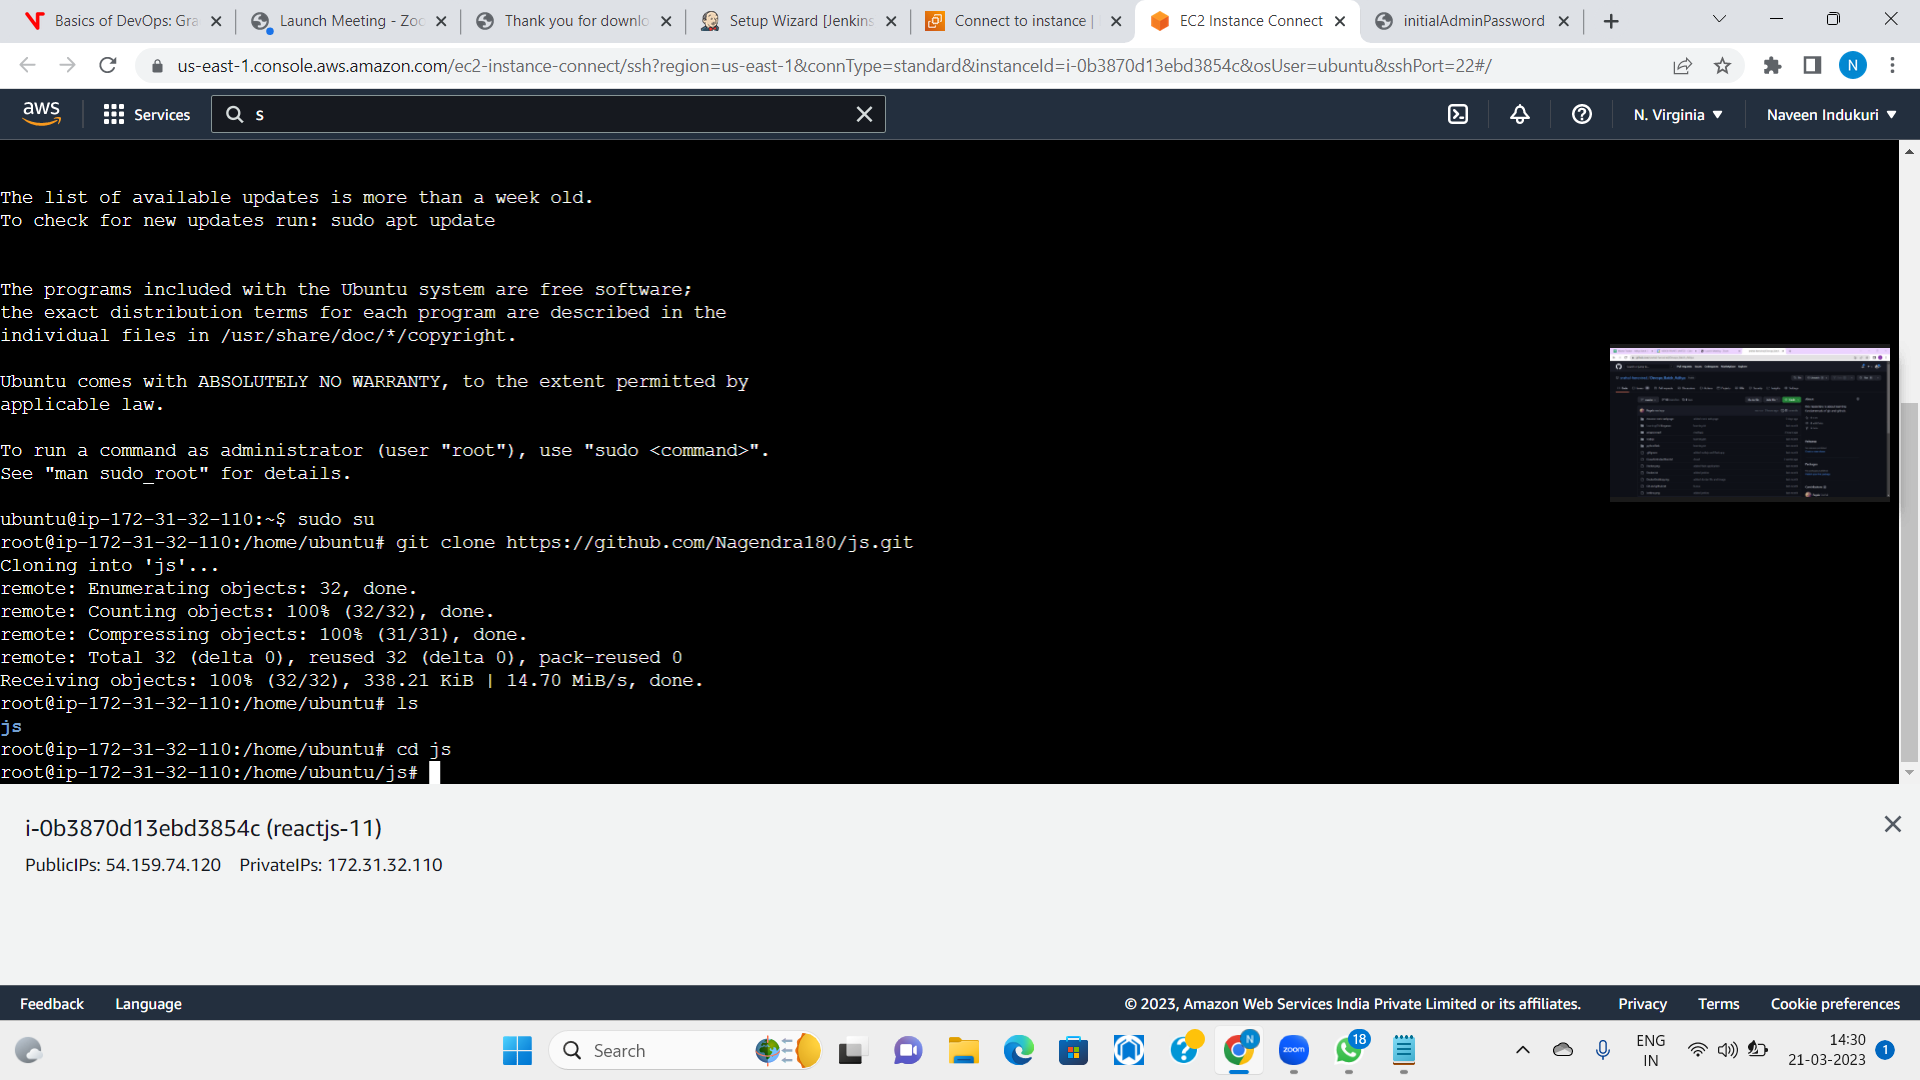 Basics of DevOps: Gra
Launch Meeting - Zoo
Thank you for downlo
Setup Wizard [Jenkins
Connect to instance |
EC2 Instance Connect
initialAdminPassword
us-east-1.console.aws.amazon.com/ec2-instance-connect/ssh?region=us-east-1&connType=standard&instanceId=i-0b3870d13ebd3854c&osUser=ubuntu&sshPort=22#/
N
aws
Services
s
N. Virginia
Naveen Indukuri
The list of available updates is more than a week old.
To check for new updates run: sudo apt update
The programs included with the Ubuntu system are free software;
the exact distribution terms for each program are described in the
individual files in /usr/share/doc/*/copyright.
Ubuntu comes with ABSOLUTELY NO WARRANTY, to the extent permitted by
applicable law.
To run a command as administrator (user "root"), use "sudo <command>".
See "man sudo_root" for details.
ubuntu@ip-172-31-32-110:~$ sudo su
root@ip-172-31-32-110:/home/ubuntu# git clone https://github.com/Nagendra180/js.git
Cloning into 'js'...
remote: Enumerating objects: 32, done.
remote: Counting objects: 100% (32/32), done.
remote: Compressing objects: 100% (31/31), done.
remote: Total 32 (delta 0), reused 32 (delta 0), pack-reused 0
Receiving objects: 100% (32/32), 338.21 KiB | 14.70 MiB/s, done.
root@ip-172-31-32-110:/home/ubuntu# ls
js
root@ip-172-31-32-110:/home/ubuntu# cd js
root@ip-172-31-32-110:/home/ubuntu/js#
i-0b3870d13ebd3854c (reactjs-11)
PublicIPs: 54.159.74.120 PrivateIPs: 172.31.32.110
Feedback
Language
© 2023, Amazon Web Services India Private Limited or its affiliates.
Privacy
Terms
Cookie preferences
Search
N
zoom
18
ENG
IN
14:30
21-03-2023
1